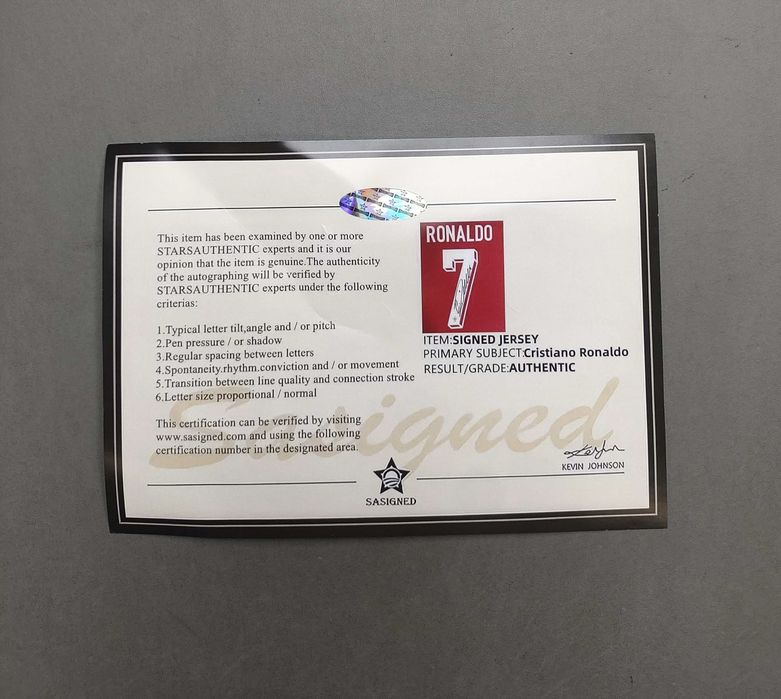 This item has been examined by one or more
STARSAUTHENTIC experts and it is our
opinion that the item is genuine.The authenticity
of the autographing will be verified by
STARSAUTHENTIC experts under the following
criterias:
1.Typical letter tilt,angle and / or pitch
2.Pen pressure / or shadow
3.Regular spacing between letters
4.Spontaneity.rhythm.conviction and / or movement
5.Transition between line quality and connection stroke
6.Letter size proportional / normal
This certification can be verified by visiting
www.sasigned.com and using the following
certification number in the designated area.
RONALDO
7
ITEM:SIGNED JERSEY
PRIMARY SUBJECT:Cristiano Ronaldo
RESULT/GRADE:AUTHENTIC
Sasigned
KEVIN JOHNSON
SASIGNED